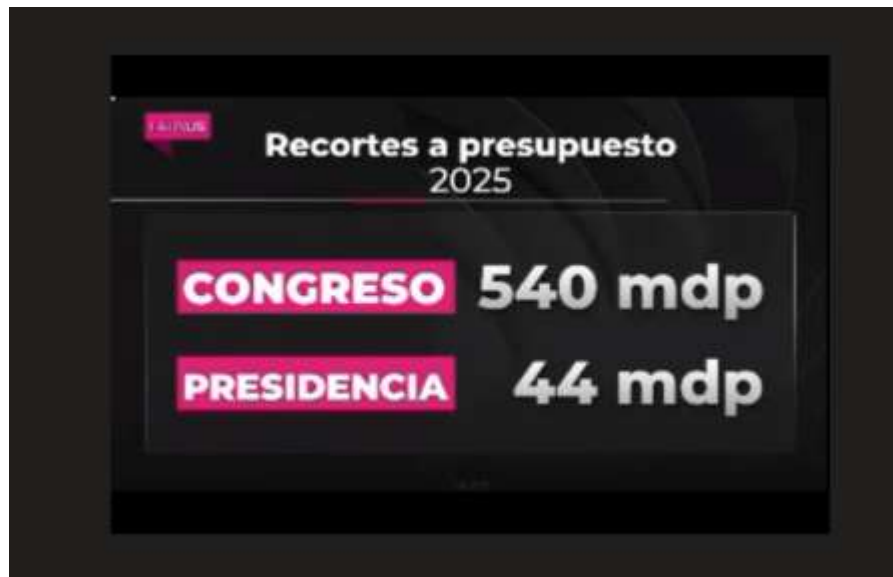 Recortes a presupuesto
2025
CONGRESO 540 mdp
PRESIDENCIA 44 mdp